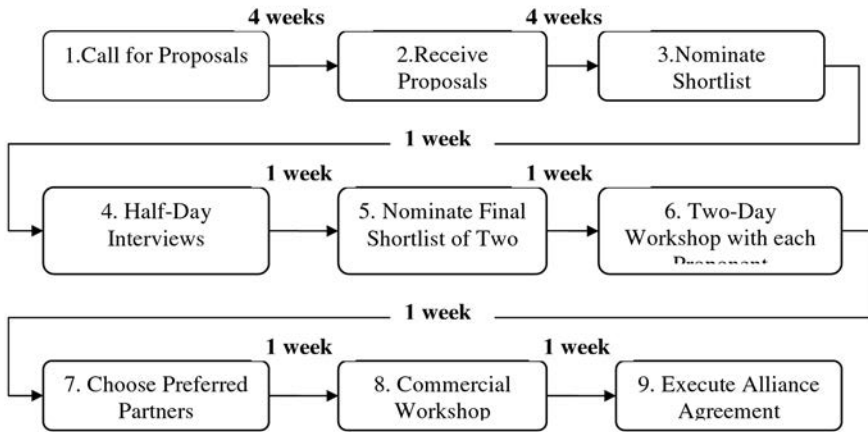 4 weeks
4 weeks
1.Call for Proposals
2.Receive
Proposals
3.Nominate
Shortlist
1 week
1 week
1 week
4. Half-Day
Interviews
5. Nominate Final
Shortlist of Two
6. Two-Day
Workshop with each
Proponent
1 week
1 week
1 week
7. Choose Preferred
Partners
8. Commercial
Workshop
9. Execute Alliance
Agreement